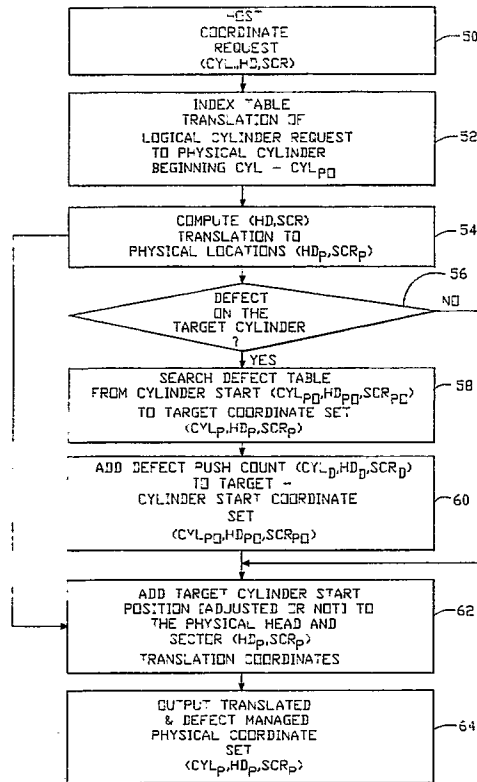 HOST
COORDINATE
REQUEST
(CYL,HD,SCR)
50
INDEX TABLE
TRANSLATION OF
LOGICAL CYLINDER REQUEST
TO PHYSICAL CYLINDER
BEGINNING CYL - CYLPO
52
COMPUTE (HD,SCR)
TRANSLATION TO
PHYSICAL LOCATIONS (HDP,SCRP)
54
56
DEFECT
ON THE
TARGET CYLINDER
?
NO
YES
SEARCH DEFECT TABLE
FROM CYLINDER START (CYLPO,HDPO,SCRPO)
TO TARGET COORDINATE SET
(CYLP,HDP,SCRP)
58
ADD DEFECT PUSH COUNT (CYLD,HDD,SCRD)
TO TARGET -
CYLINDER START COORDINATE
SET
(CYLPO,HDPO,SCRPO)
60
ADD TARGET CYLINDER START
POSITION (ADJUSTED OR NOT) TO
THE PHYSICAL HEAD AND
SECTOR (HDP,SCRP)
TRANSLATION COORDINATES
62
OUTPUT TRANSLATED
& DEFECT MANAGED
PHYSICAL COORDINATE
SET
(CYLP,HDP,SCRP)
64